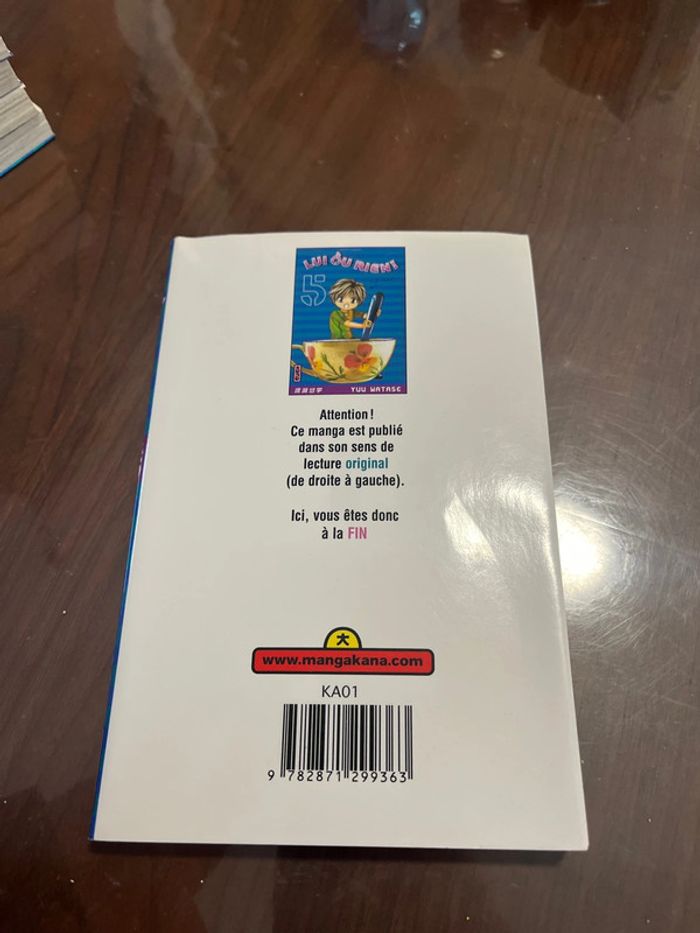 LUI OU RIEN!
5
YUU WATASE
Attention !
Ce manga est publié
dans son sens de
lecture original
(de droite à gauche).
Ici, vous êtes donc
à la FIN
大
www.mangakana.com
KA01
9 782871 299363